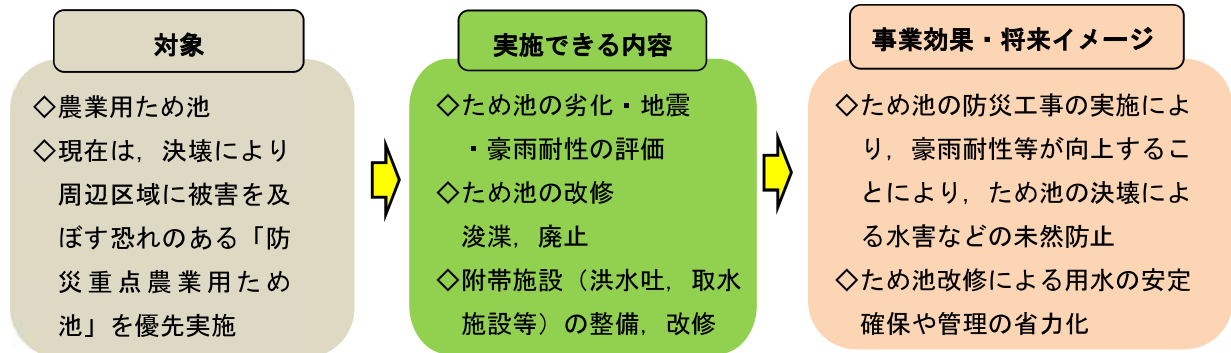 対象
◇農業用ため池
◇現在は，決壊により
周辺区域に被害を及
ぼす恐れのある「防
災重点農業用ため
池」を優先実施
実施できる内容
◇ため池の劣化・地震
・豪雨耐性の評価
◇ため池の改修
浚渫，廃止
◇附帯施設（洪水吐，取水
施設等）の整備，改修
事業効果・将来イメージ
◇ため池の防災工事の実施によ
り，豪雨耐性等が向上するこ
とにより，ため池の決壊によ
る水害などの未然防止
◇ため池改修による用水の安定
確保や管理の省力化